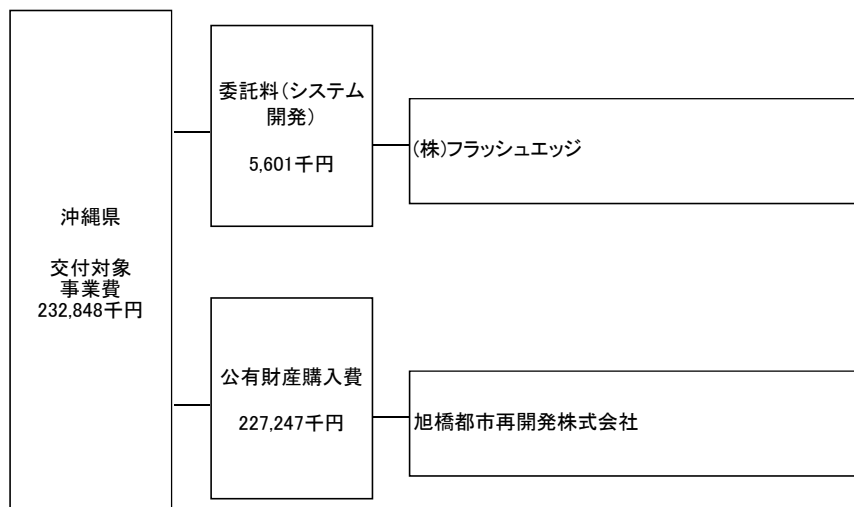 沖縄県
交付対象
事業費
232,848千円
委託料(システム
開発)
5,601千円
(株)フラッシュエッジ
公有財産購入費
227,247千円
旭橋都市再開発株式会社